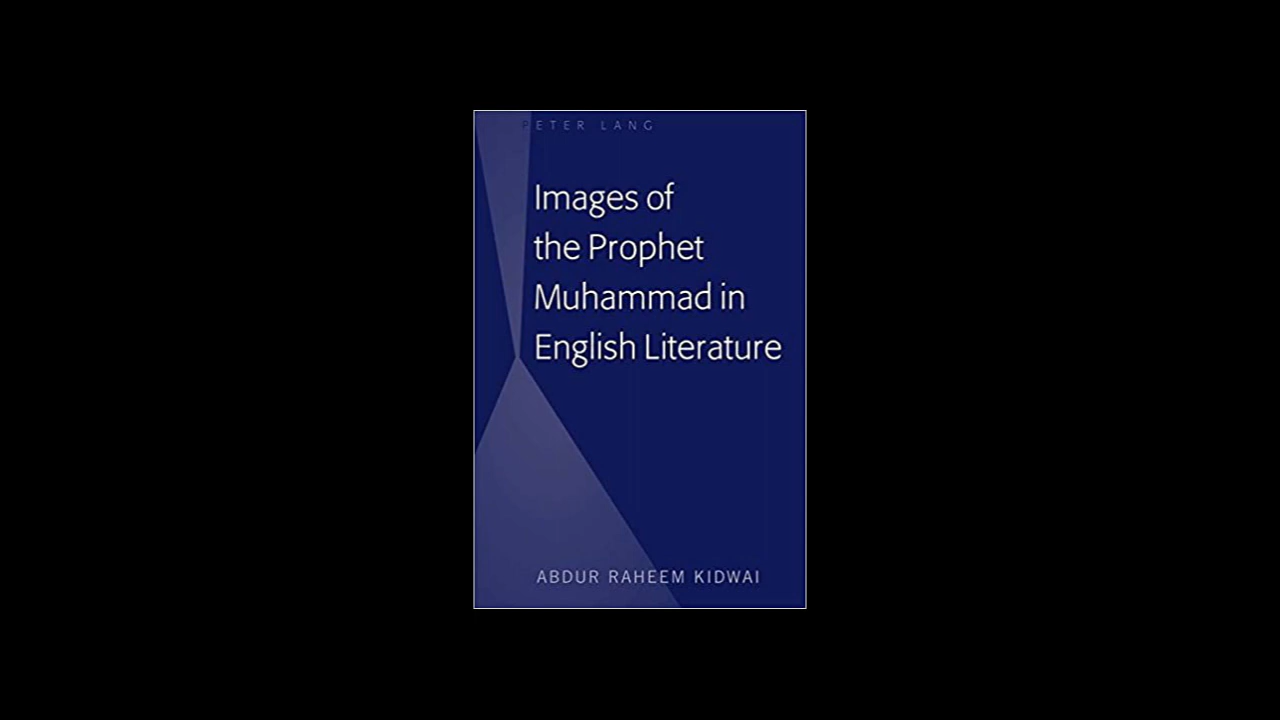 PETER LANG
Images of
the Prophet
Muhammad in
English Literature
ABDUR RAHEEM KIDWAI